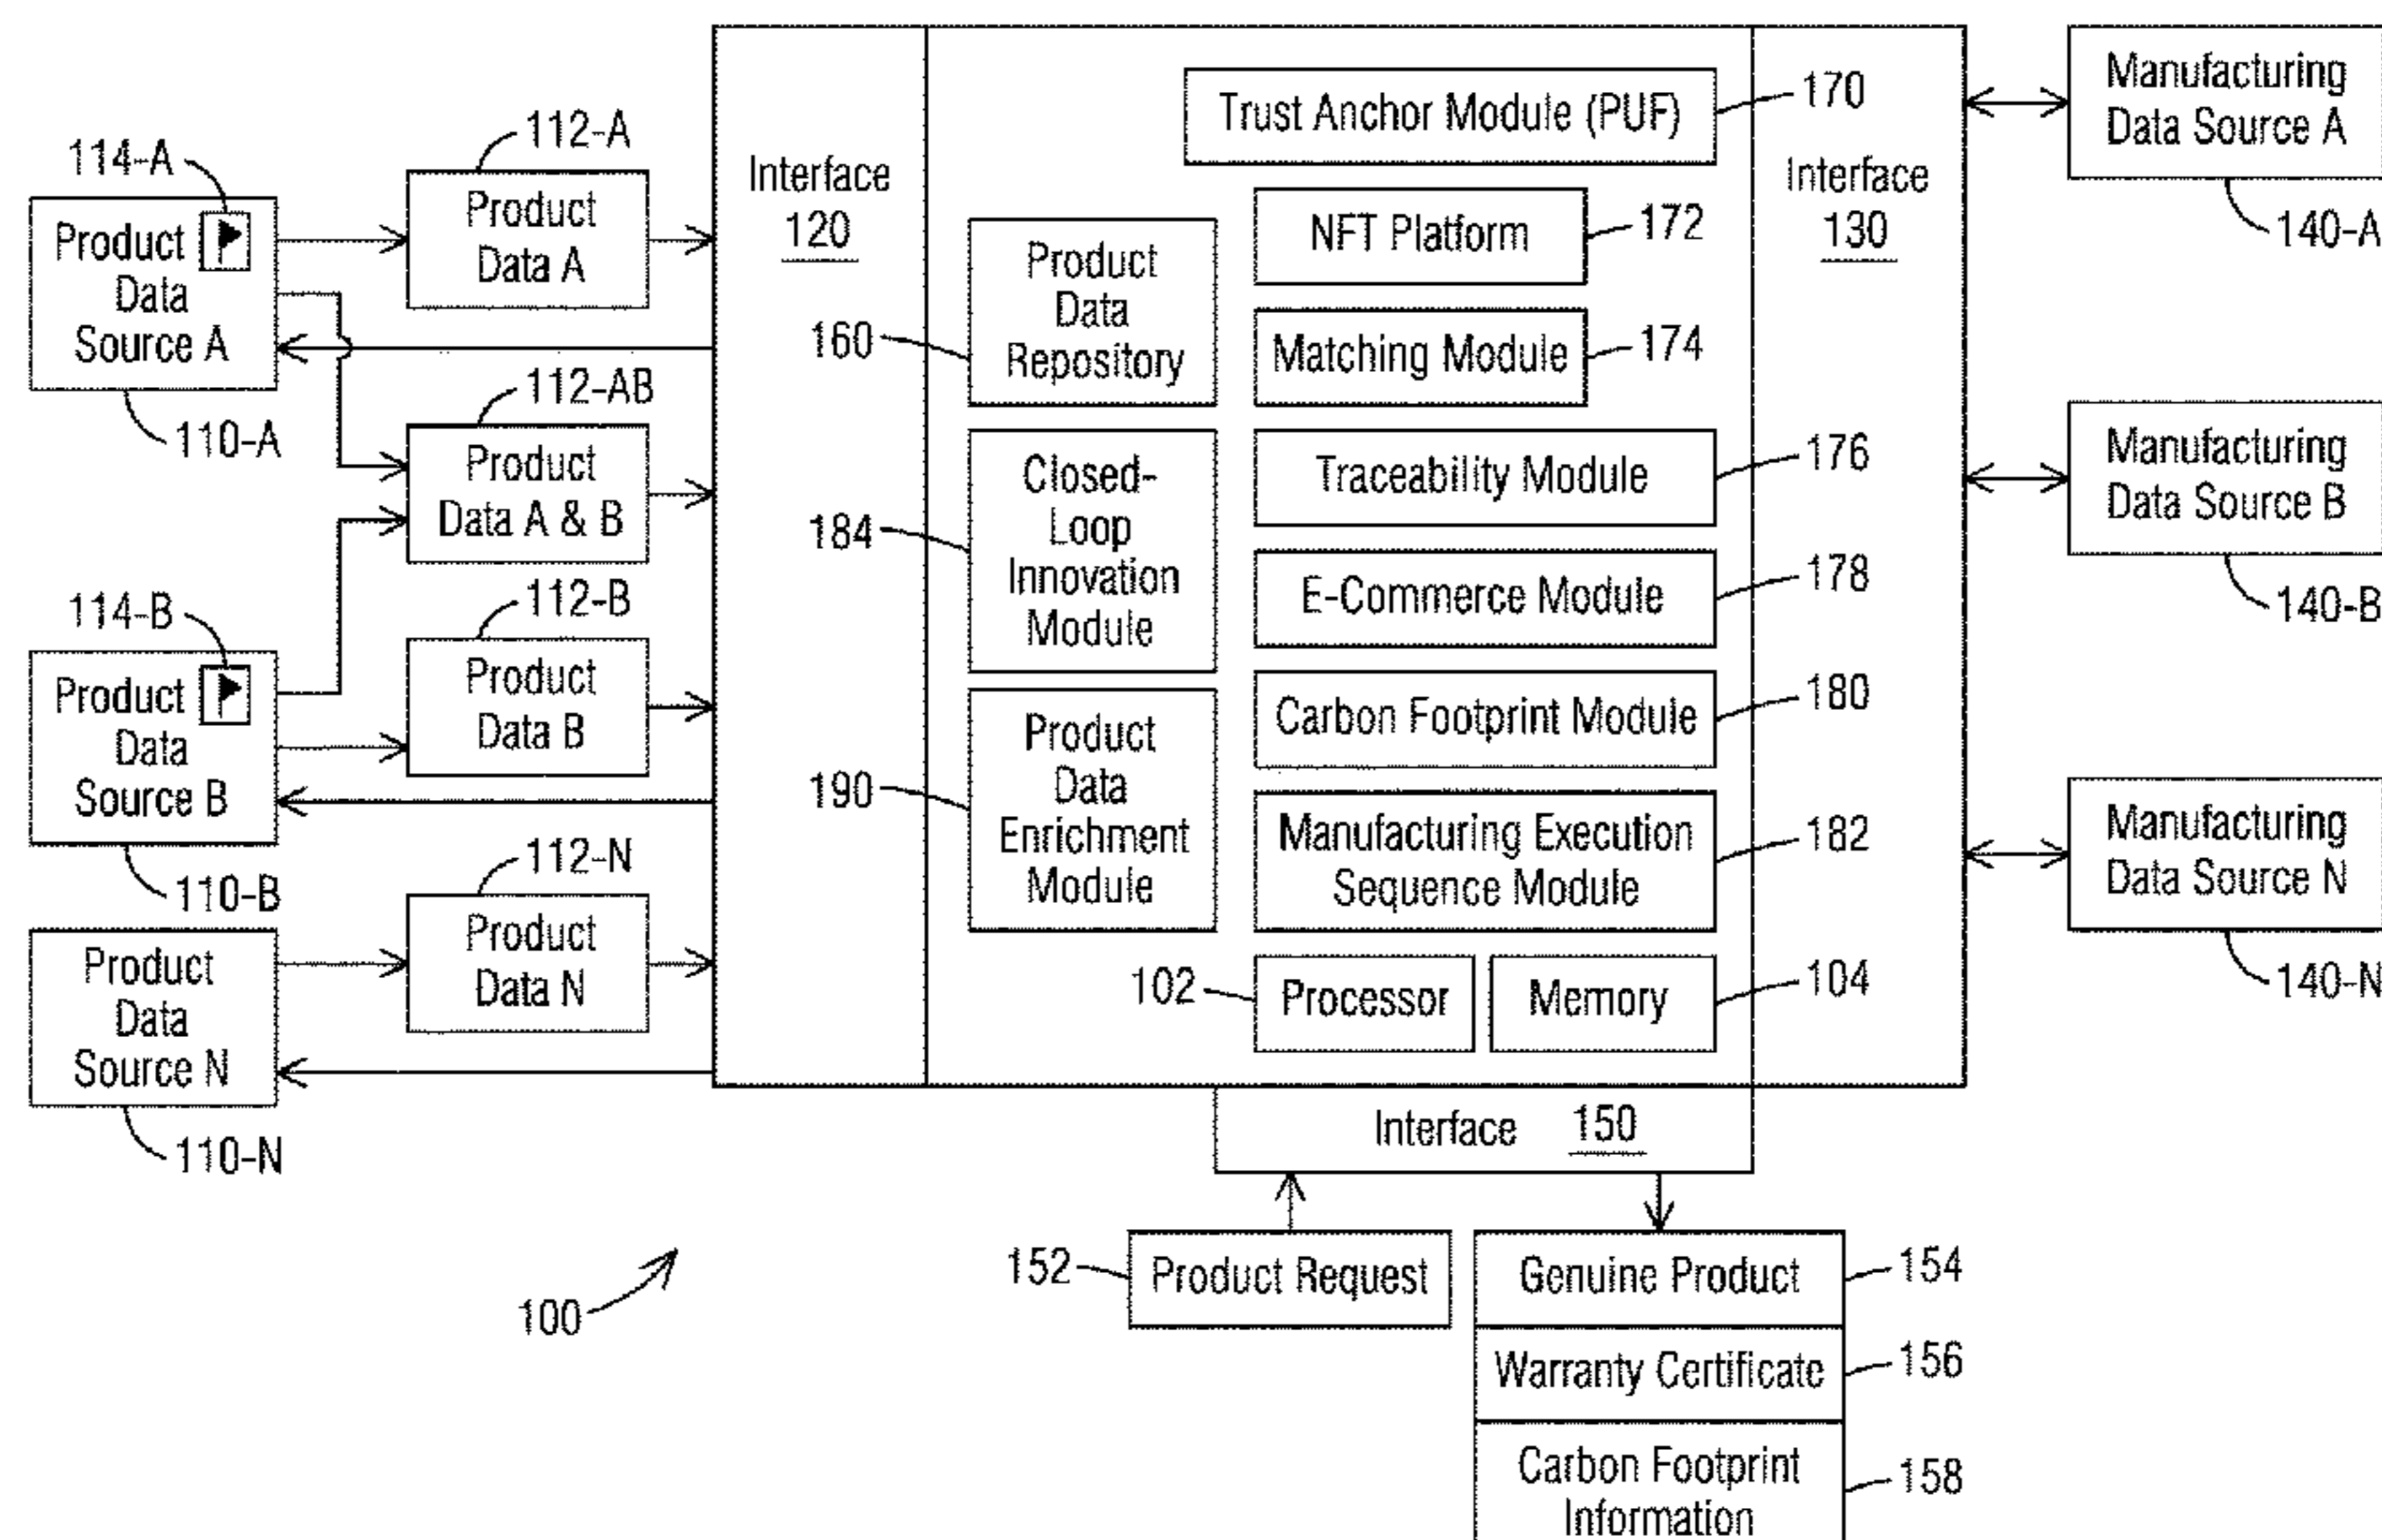 114-A
Product
Data
Source A
110-A
112-A
Product
Data A
112-AB
Product
Data A & B
114-B
Product
Data
Source B
110-B
112-B
Product
Data B
112-N
Product
Data N
Product
Data
Source N
110-N
Interface
120
Trust Anchor Module (PUF)
170
NFT Platform
172
Product
Data
Repository
160
Matching Module
174
Closed-
Loop
Innovation
Module
184
Traceability Module
176
E-Commerce Module
178
Product
Data
Enrichment
Module
190
Carbon Footprint Module
180
Manufacturing Execution
Sequence Module
182
102
Processor
Memory
104
Interface
130
Manufacturing
Data Source A
140-A
Manufacturing
Data Source B
140-B
Manufacturing
Data Source N
140-N
Interface 150
152
Product Request
Genuine Product
154
Warranty Certificate
156
Carbon Footprint
Information
158
100